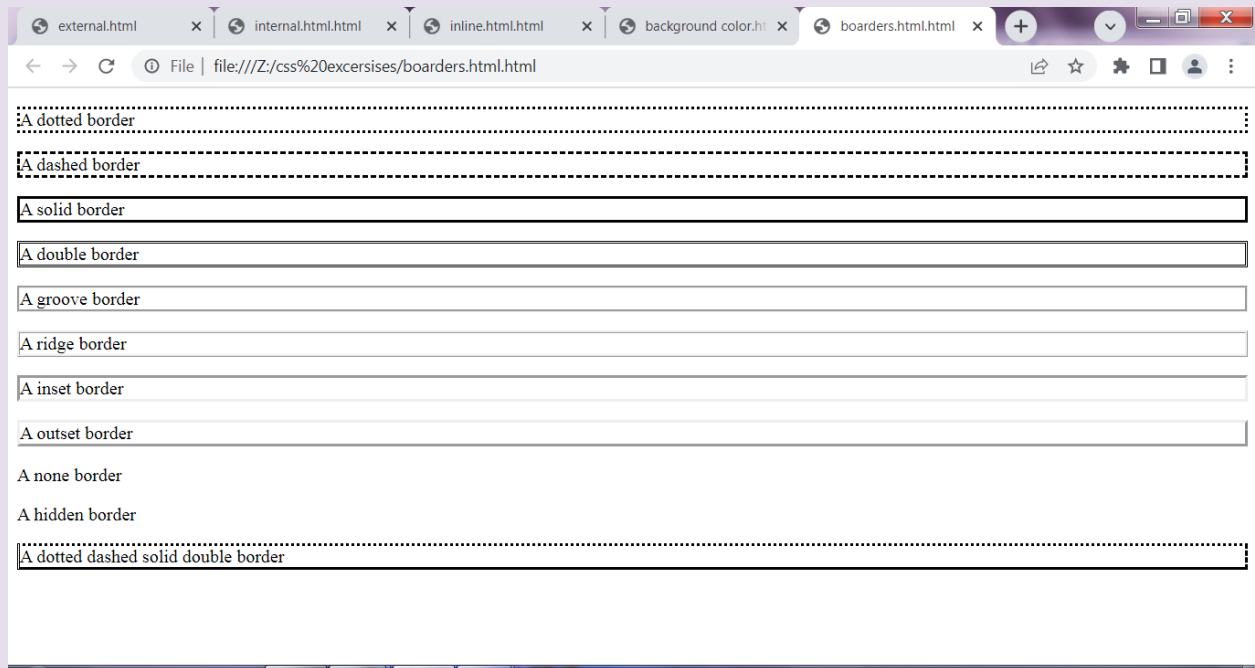 external.html
internal.html.html
inline.html.html
background color.ht
boarders.html.html
File | file:///Z:/css%20excersises/boarders.html.html
A dotted border
A dashed border
A solid border
A double border
A groove border
A ridge border
A inset border
A outset border
A none border
A hidden border
A dotted dashed solid double border